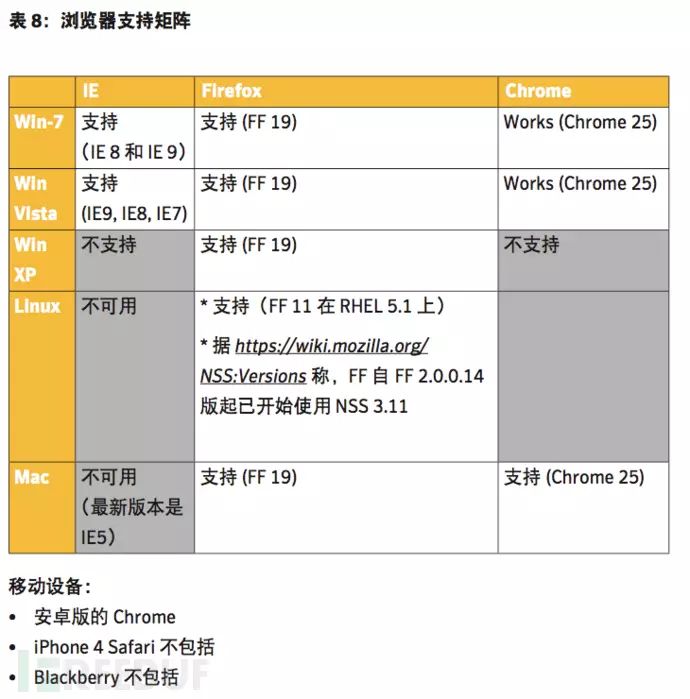 表 8：浏览器支持矩阵
IE Firefox Chrome
Win-7 支持 支持 (FF 19) Works (Chrome 25)
（IE 8 和 IE 9）
Win 支持 支持 (FF 19) Works (Chrome 25)
Vista (IE9, IE8, IE7)
Win 不支持 支持 (FF 19) 不支持
XP
Linux 不可用 * 支持（FF 11 在 RHEL 5.1 上）
* 据 https://wiki.mozilla.org/
NSS:Versions 称，FF 自 FF 2.0.0.14
版起已开始使用 NSS 3.11
Mac 不可用 支持 (FF 19) 支持 (Chrome 25)
（最新版本是
IE5）
移动设备：
• 安卓版的 Chrome
• iPhone 4 Safari 不包括
• Blackberry 不包括
REEBUF